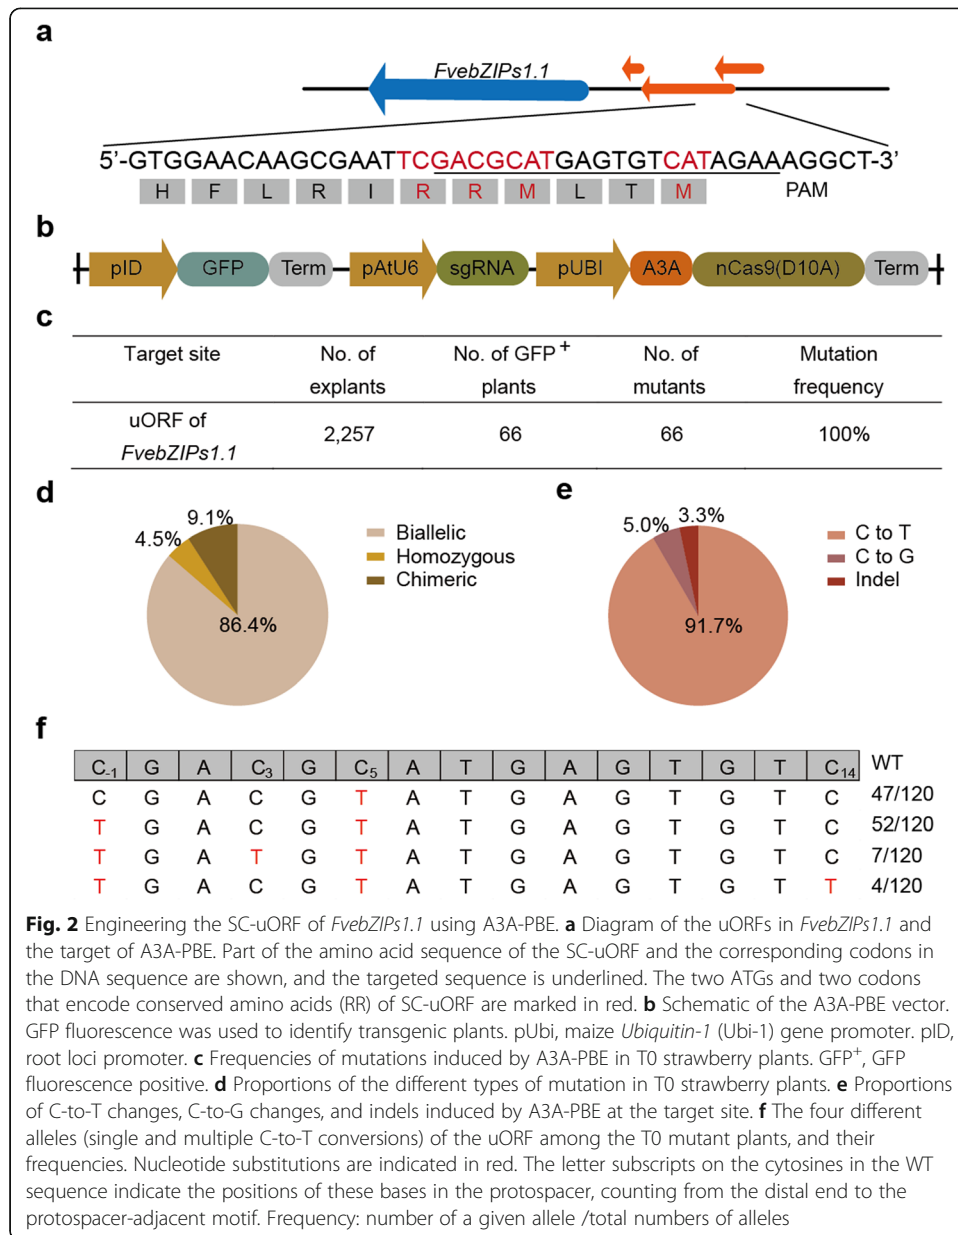 a
FvebZIPs1.1
5’-GTGGAACAAGCGAATTCGACGCATGAGTGTCATAGAAAGGCT-3’
H F L R I R R M L T M PAM
b
pID GFP Term pAtU6 sgRNA pUBI A3A nCas9(D10A) Term
c
Target site No. of explants No. of GFP+ plants No. of mutants Mutation frequency
uORF of FvebZIPs1.1 2,257 66 66 100%
d
9.1%
4.5%
86.4%
Biallelic
Homozygous
Chimeric
e
3.3%
5.0%
91.7%
C to T
C to G
Indel
f
C-1 G A C3 G C5 A T G A G T G T C14 WT
C G A C G T A T G A G T G T C 47/120
T G A C G T A T G A G T G T C 52/120
T G A T G T A T G A G T G T C 7/120
T G A C G T A T G A G T G T T 4/120
Fig. 2 Engineering the SC-uORF of FvebZIPs1.1 using A3A-PBE. a Diagram of the uORFs in FvebZIPs1.1 and
the target of A3A-PBE. Part of the amino acid sequence of the SC-uORF and the corresponding codons in
the DNA sequence are shown, and the targeted sequence is underlined. The two ATGs and two codons
that encode conserved amino acids (RR) of SC-uORF are marked in red. b Schematic of the A3A-PBE vector.
GFP fluorescence was used to identify transgenic plants. pUbi, maize Ubiquitin-1 (Ubi-1) gene promoter. pID,
root loci promoter. c Frequencies of mutations induced by A3A-PBE in T0 strawberry plants. GFP+, GFP
fluorescence positive. d Proportions of the different types of mutation in T0 strawberry plants. e Proportions
of C-to-T changes, C-to-G changes, and indels induced by A3A-PBE at the target site. f The four different
alleles (single and multiple C-to-T conversions) of the uORF among the T0 mutant plants, and their
frequencies. Nucleotide substitutions are indicated in red. The letter subscripts on the cytosines in the WT
sequence indicate the positions of these bases in the protospacer, counting from the distal end to the
protospacer-adjacent motif. Frequency: number of a given allele /total numbers of alleles